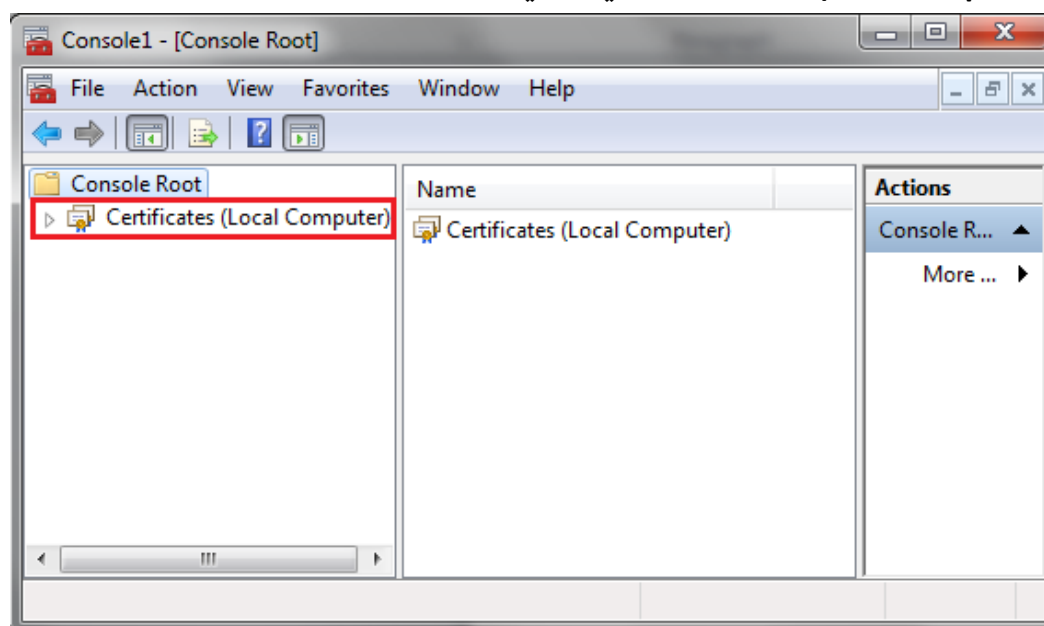 Console1 - [Console Root]
File Action View Favorites Window Help
Console Root
Certificates (Local Computer)
Name
Certificates (Local Computer)
Actions
Console R...
More ...